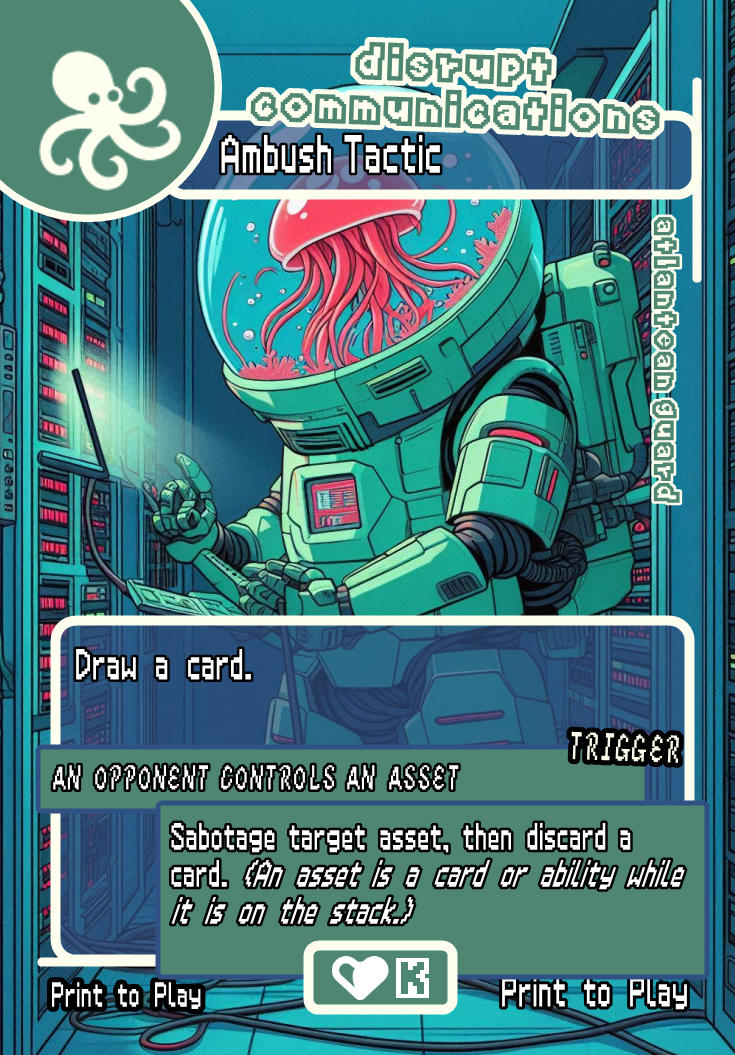 disrupt
communications
Ambush Tactic
atlantean guard
Draw a card.
TRIGGER
AN OPPONENT CONTROLS AN ASSET
Sabotage target asset, then discard a
card. (An asset is a card or ability while
it is on the stack.)
K
Print to Play
Print to Play